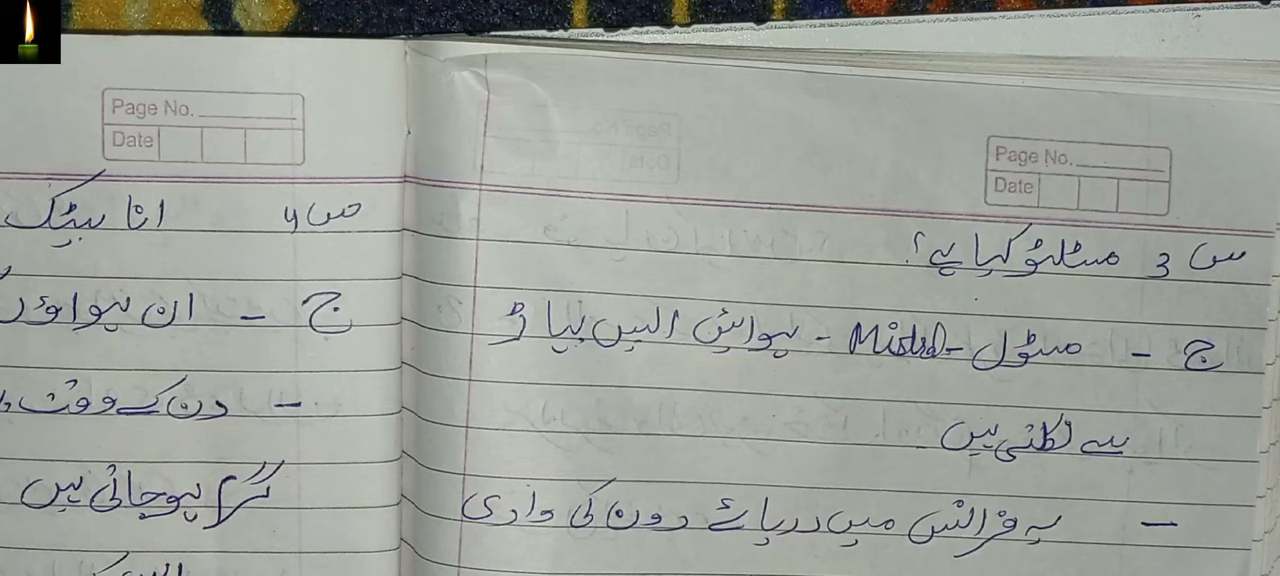 Page No.
Date
س 3 مسٹلٹو کیا ہے؟
ج - مسٹول - Mistral - ہوائیں الپس پہاڑ
سے نکلتی ہیں
- یہ فرانس میں دریائے رون کی وادی
Page No.
Date
س 4 انا بیٹک
ج - ان ہواؤں
- دن کے وقت
گرم ہوجاتی ہیں